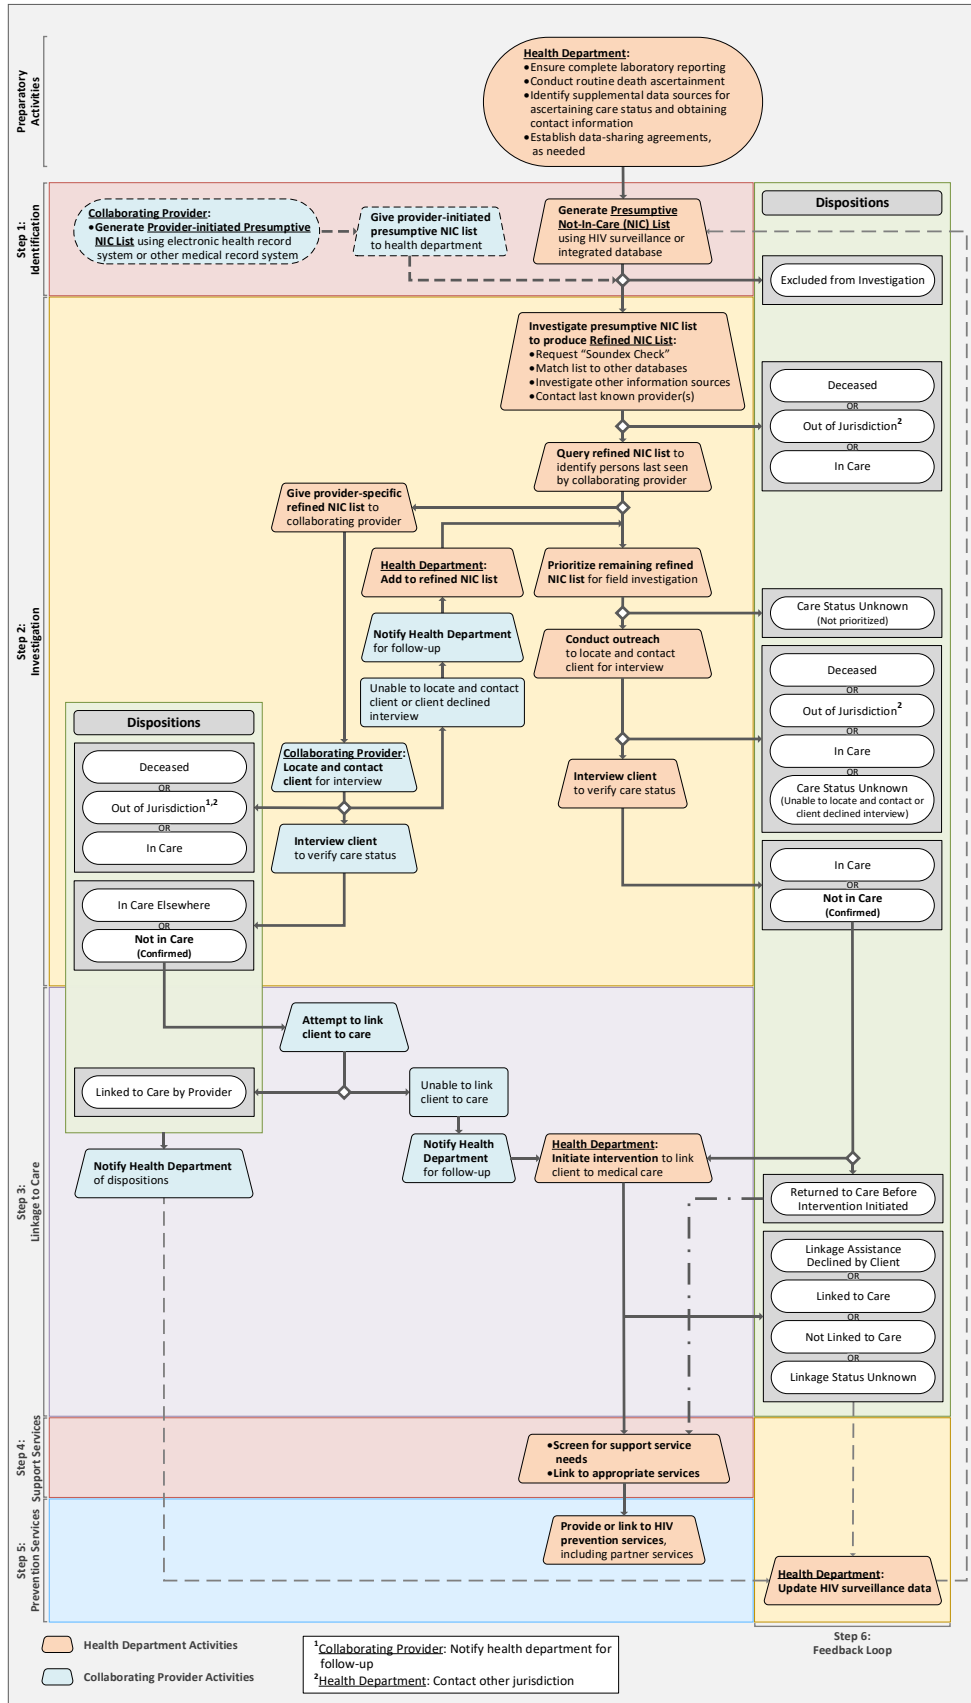 Preparatory
Activities
Health Department:
•Ensure complete laboratory reporting
•Conduct routine death ascertainment
•Identify supplemental data sources for
ascertaining care status and obtaining
contact information
•Establish data-sharing agreements,
as needed
Step 1:
Identification
Collaborating Provider:
•Generate Provider-initiated Presumptive
NIC List using electronic health record
system or other medical record system
Give provider-initiated
presumptive NIC list
to health department
Generate Presumptive
Not-In-Care (NIC) List
using HIV surveillance or
integrated database
Dispositions
Excluded from Investigation
Step 2:
Investigation
Investigate presumptive NIC list
to produce Refined NIC List:
•Request “Soundex Check”
•Match list to other databases
•Investigate other information sources
•Contact last known provider(s)
Deceased
OR
Out of Jurisdiction2
OR
In Care
Query refined NIC list to
identify persons last seen
by collaborating provider
Give provider-specific
refined NIC list to
collaborating provider
Health Department:
Add to refined NIC list
Prioritize remaining refined
NIC list for field investigation
Care Status Unknown
(Not prioritized)
Notify Health Department
for follow-up
Conduct outreach
to locate and contact
client for interview
Unable to locate and contact
client or client declined
interview
Deceased
OR
Out of Jurisdiction2
OR
In Care
OR
Care Status Unknown
(Unable to locate and contact or
client declined interview)
Dispositions
Deceased
OR
Out of Jurisdiction1,2
OR
In Care
Collaborating Provider:
Locate and contact
client for interview
Interview client
to verify care status
Interview client
to verify care status
In Care
OR
Not in Care
(Confirmed)
In Care Elsewhere
OR
Not in Care
(Confirmed)
Step 3:
Linkage to Care
Attempt to link
client to care
Linked to Care by Provider
Unable to link
client to care
Notify Health Department
of dispositions
Notify Health
Department
for follow-up
Health Department:
Initiate intervention to link
client to medical care
Returned to Care Before
Intervention Initiated
Linkage Assistance
Declined by Client
OR
Linked to Care
OR
Not Linked to Care
OR
Linkage Status Unknown
Step 4:
Support Services
•Screen for support service
needs
•Link to appropriate services
Step 5:
Prevention Services
Provide or link to HIV
prevention services,
including partner services
Health Department:
Update HIV surveillance data
Step 6:
Feedback Loop
Health Department Activities
Collaborating Provider Activities
1Collaborating Provider: Notify health department for
follow-up
2Health Department: Contact other jurisdiction